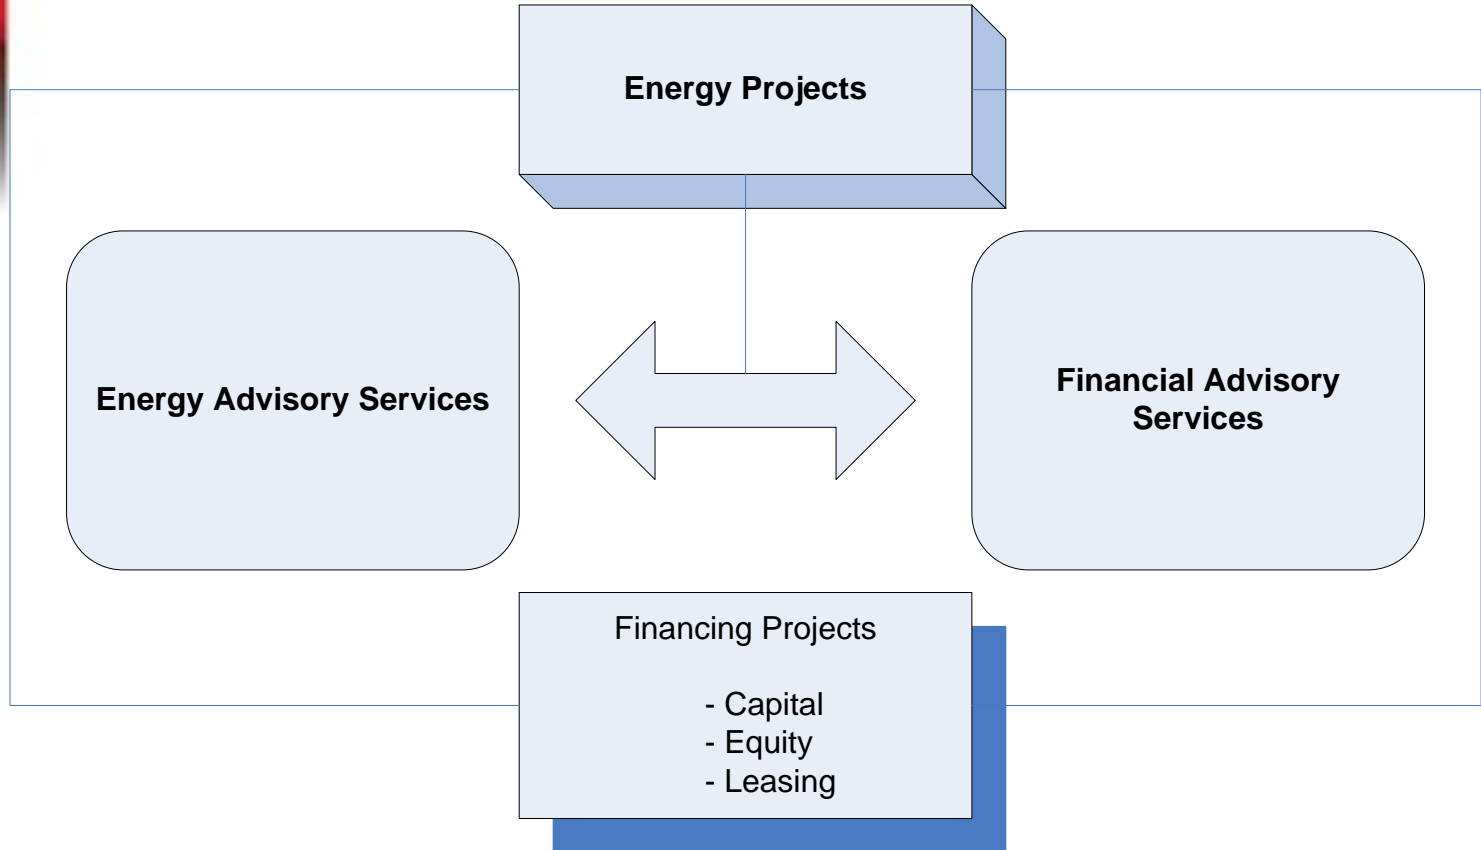 Energy Projects
Energy Advisory Services
Financial Advisory
Services
Financing Projects
- Capital
- Equity
- Leasing